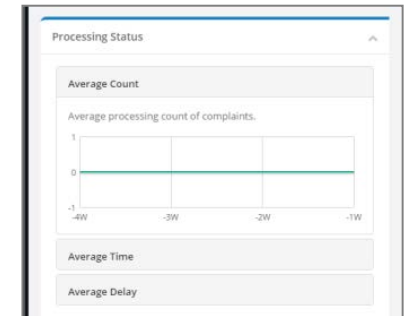 Processing Status
Average Count
Average processing count of complaints.
1
0
-1
-4W -3W -2W -1W
Average Time
Average Delay